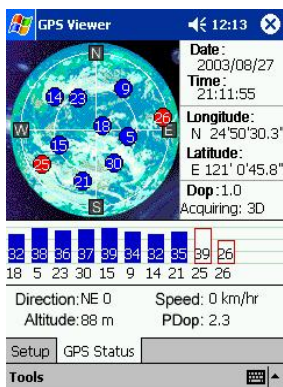 GPS Viewer 12:13
N
14 23 9
18 26
W 5 E
15
25 30
21
S
Date:
2003/08/27
Time:
21:11:55
Longitude:
N 24'50'30.3"
Latitude:
E 121' 0'45.8"
Dop:1.0
Acquiring: 3D
32 38 36 37 39 34 32 35 39 26
18 5 23 30 15 9 14 21 25 26
Direction:NE 0 Speed: 0 km/hr
Altitude:88 m PDop: 2.3
Setup GPS Status
Tools